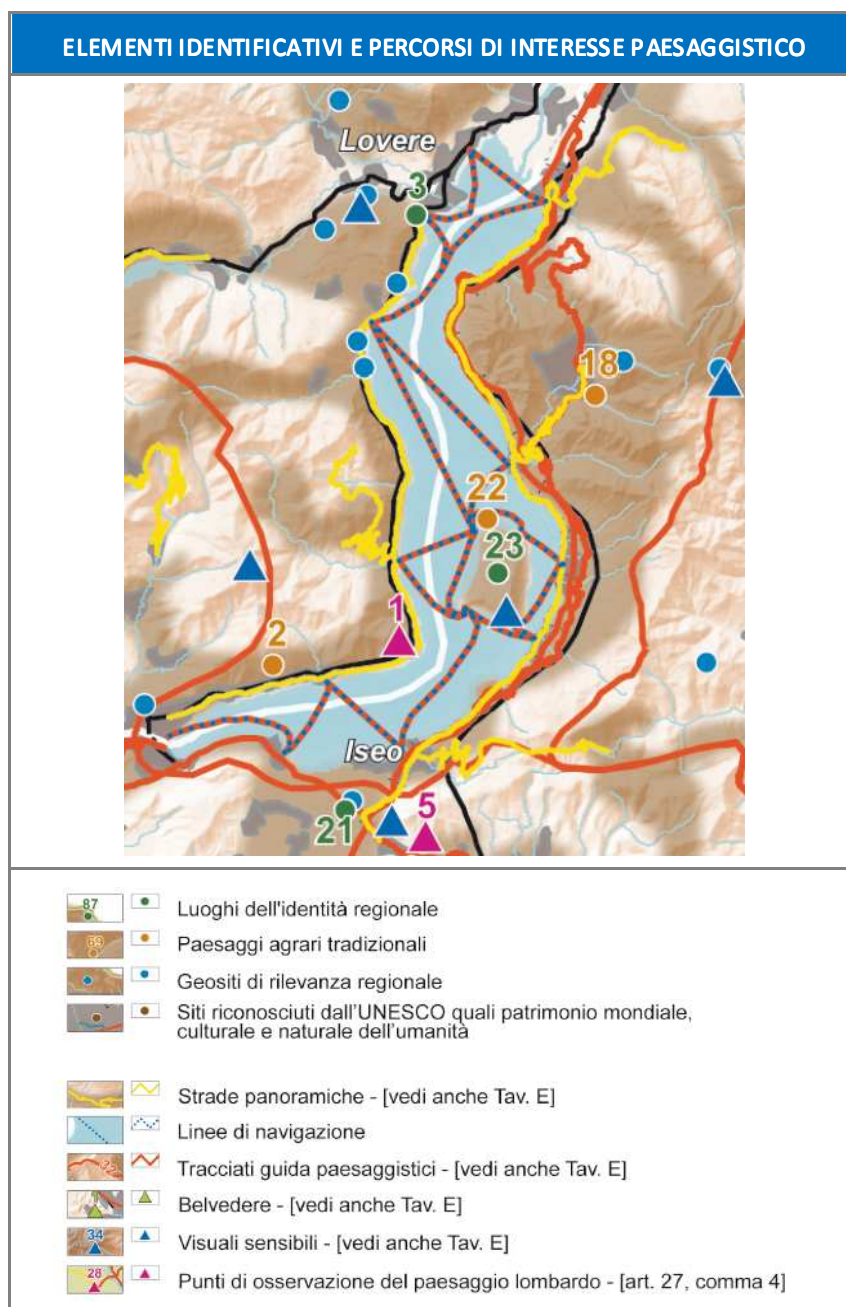 ELEMENTI IDENTIFICATIVI E PERCORSI DI INTERESSE PAESAGGISTICO
Lovere
3
18
22
23
1
2
Iseo
21
5
87
Luoghi dell'identità regionale
69
Paesaggi agrari tradizionali
Geositi di rilevanza regionale
Siti riconosciuti dall'UNESCO quali patrimonio mondiale,
culturale e naturale dell'umanità
Strade panoramiche - [vedi anche Tav. E]
Linee di navigazione
Tracciati guida paesaggistici - [vedi anche Tav. E]
Belvedere - [vedi anche Tav. E]
34
Visuali sensibili - [vedi anche Tav. E]
28
Punti di osservazione del paesaggio lombardo - [art. 27, comma 4]